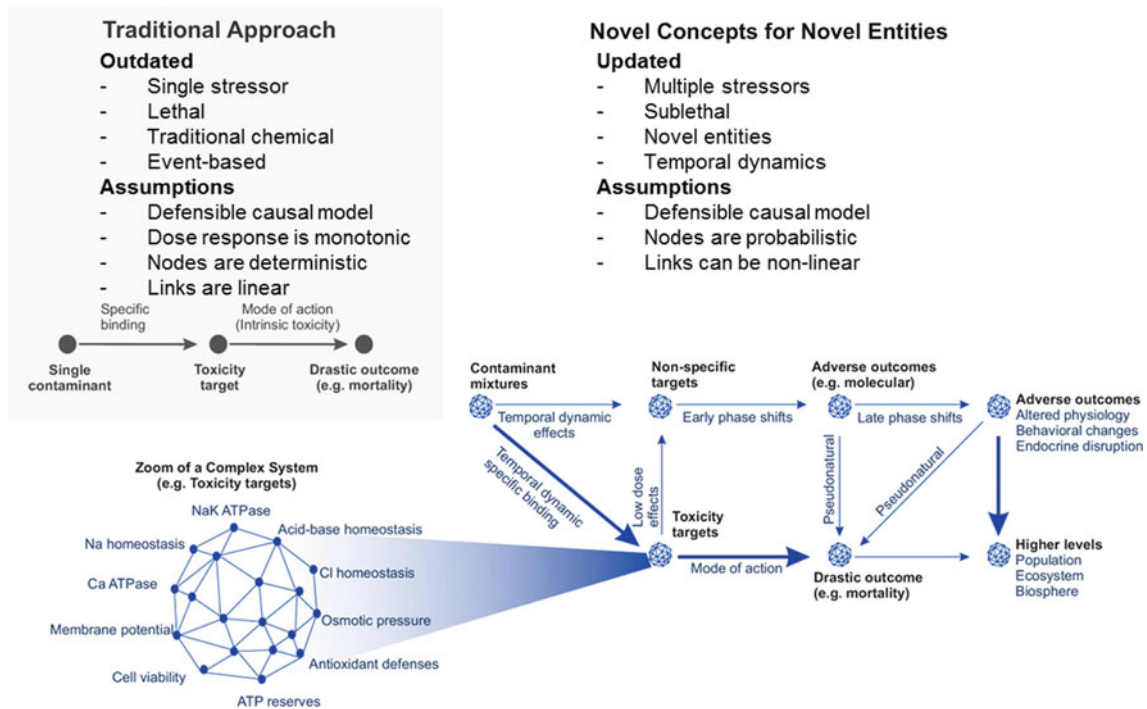 Traditional Approach
Outdated
- Single stressor
- Lethal
- Traditional chemical
- Event-based
Assumptions
- Defensible causal model
- Dose response is monotonic
- Nodes are deterministic
- Links are linear
Specific
binding
Mode of action
(Intrinsic toxicity)
Single
contaminant
Toxicity
target
Drastic outcome
(e.g. mortality)
Novel Concepts for Novel Entities
Updated
- Multiple stressors
- Sublethal
- Novel entities
- Temporal dynamics
Assumptions
- Defensible causal model
- Nodes are probabilistic
- Links can be non-linear
Contaminant
mixtures
Temporal dynamic
effects
Non-specific
targets
Early phase shifts
Adverse outcomes
(e.g. molecular)
Late phase shifts
Adverse outcomes
Altered physiology
Behavioral changes
Endocrine disruption
Temporal dynamic
specific binding
Low dose
effects
Pseudonatural
Pseudonatural
Toxicity
targets
Mode of action
Drastic outcome
(e.g. mortality)
Higher levels
Population
Ecosystem
Biosphere
Zoom of a Complex System
(e.g. Toxicity targets)
NaK ATPase
Acid-base homeostasis
Na homeostasis
Cl homeostasis
Ca ATPase
Osmotic pressure
Membrane potential
Antioxidant defenses
Cell viability
ATP reserves